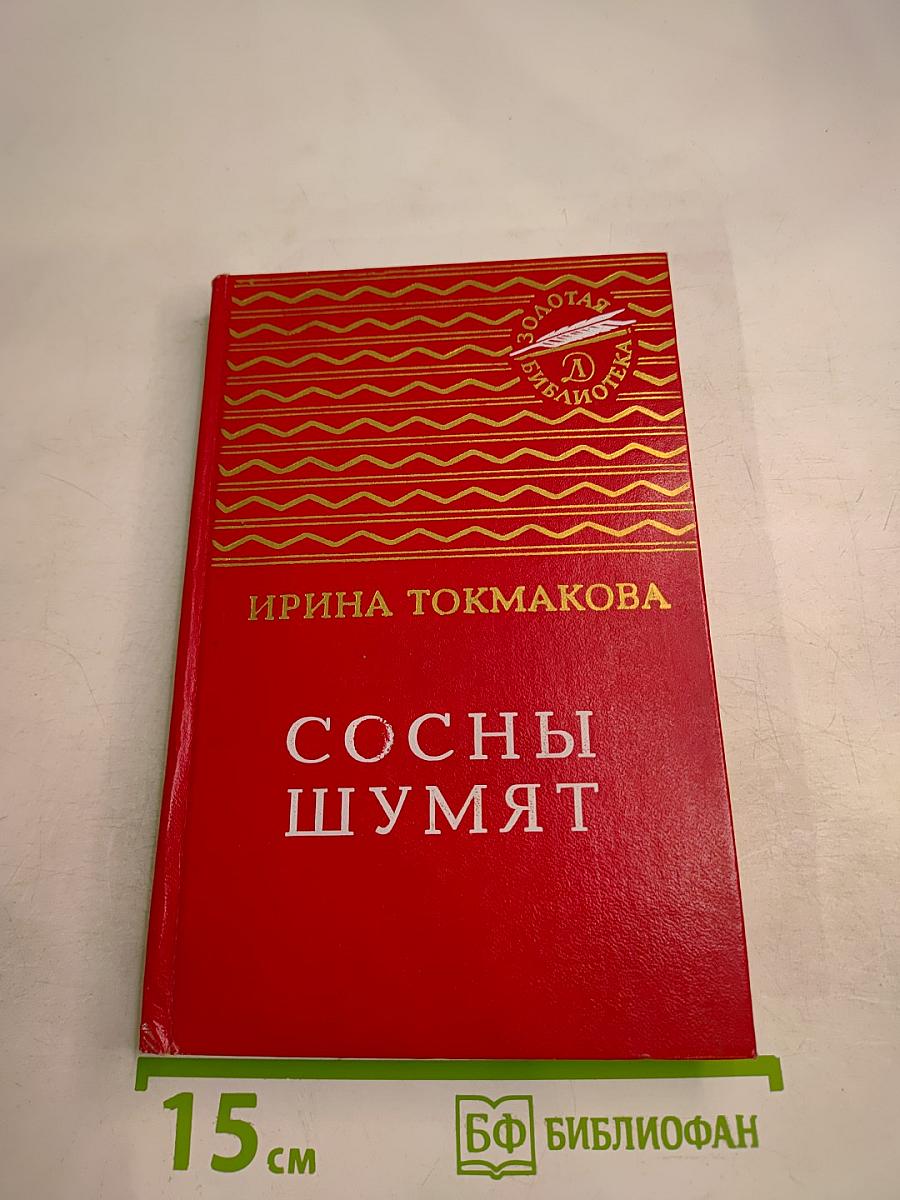 ЗОЛОТАЯ
Д
БИБЛИОТЕКА
ИРИНА ТОКМАКОВА
СОСНЫ
ШУМЯТ
15 см
БФ БИБЛИОФАН